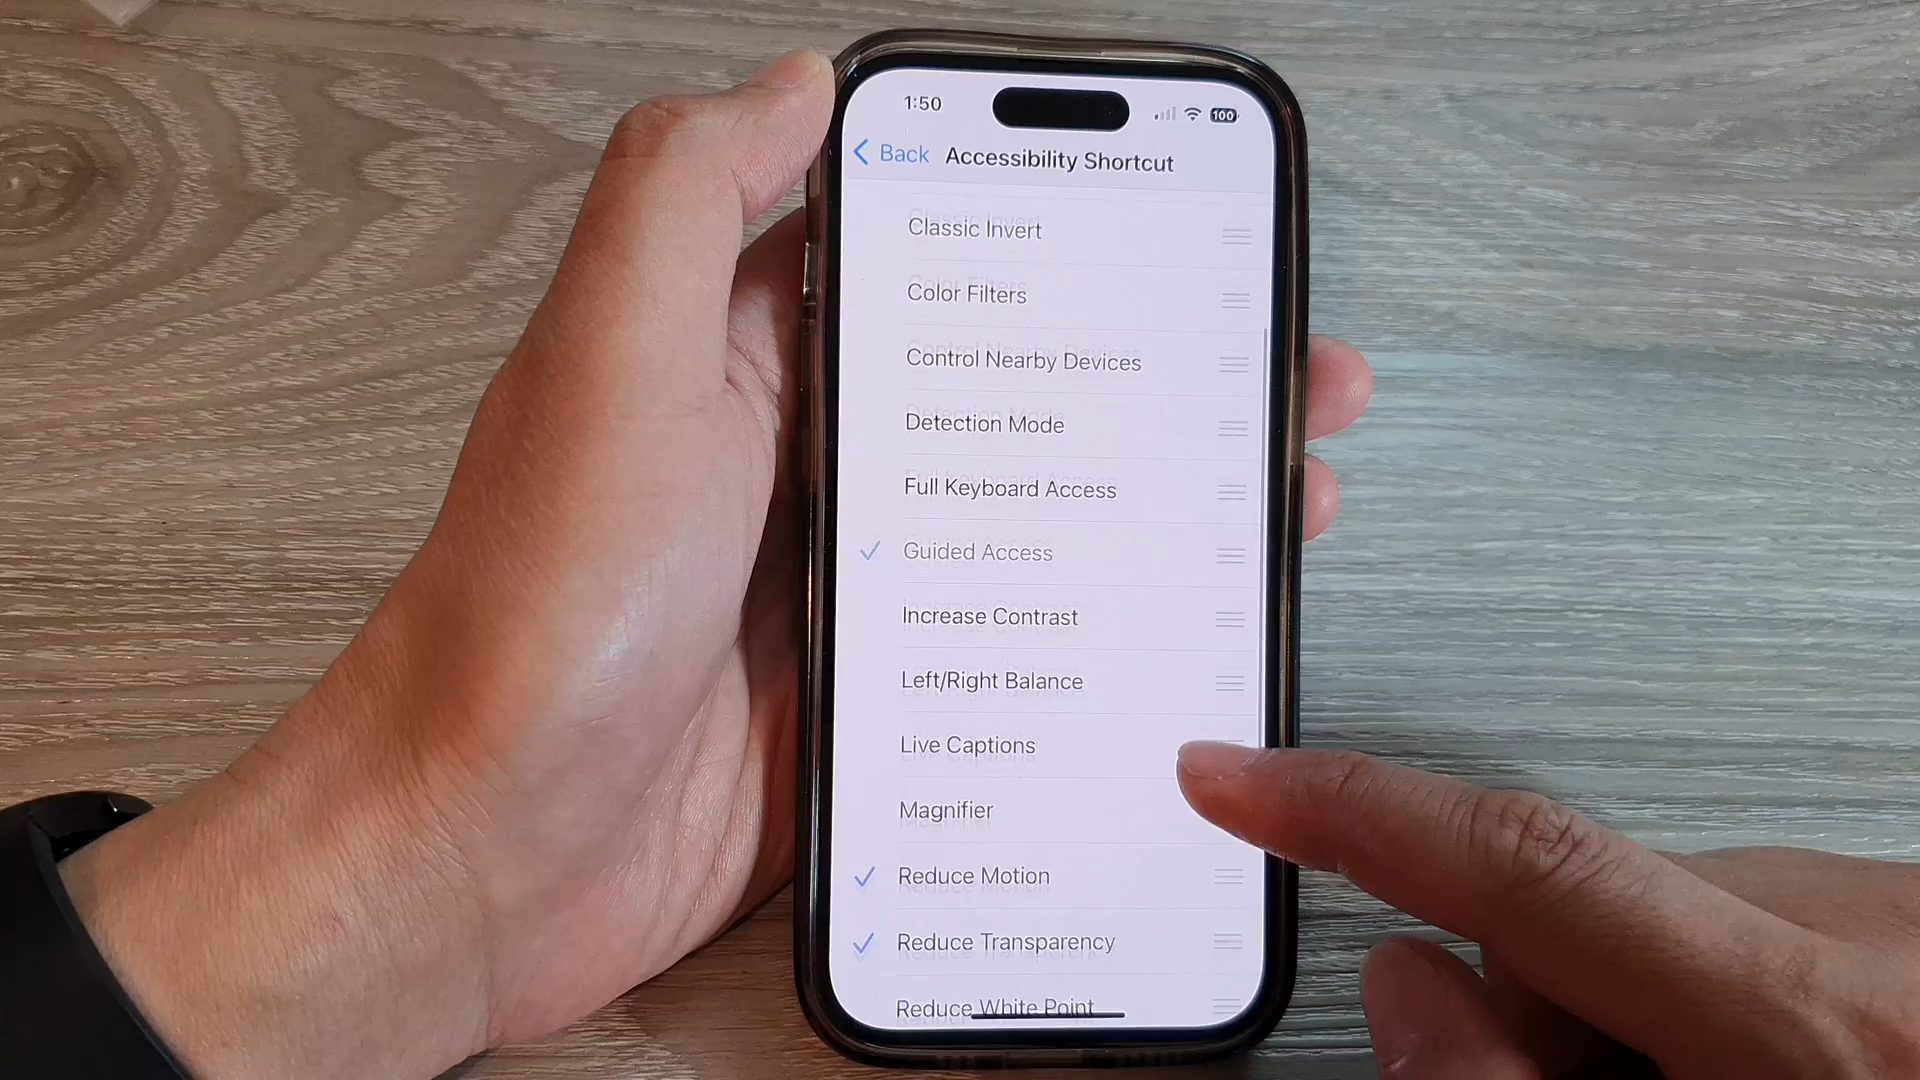 1:50
100
Back
Accessibility Shortcut
Classic Invert
Color Filters
Control Nearby Devices
Detection Mode
Full Keyboard Access
Guided Access
Increase Contrast
Left/Right Balance
Live Captions
Magnifier
Reduce Motion
Reduce Transparency
Reduce White Point